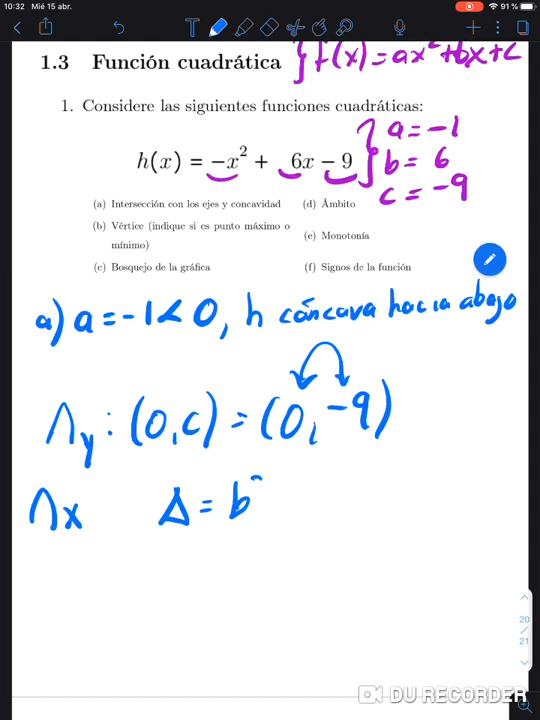 10:32 Mié 15 abr.
91 %
1.3 Función cuadrática
f(x) = ax² + bx + c
1. Considere las siguientes funciones cuadráticas:
h(x) = −x² + 6x − 9
a = -1
b = 6
c = -9
(a) Intersección con los ejes y concavidad
(b) Vértice (indique si es punto máximo o
mínimo)
(c) Bosquejo de la gráfica
(d) Ámbito
(e) Monotonía
(f) Signos de la función
a) a = -1 < 0, h cóncava hacia abajo
∩y : (0, c) = (0, -9)
∩x Δ = b
20
/
21
DU RECORDER